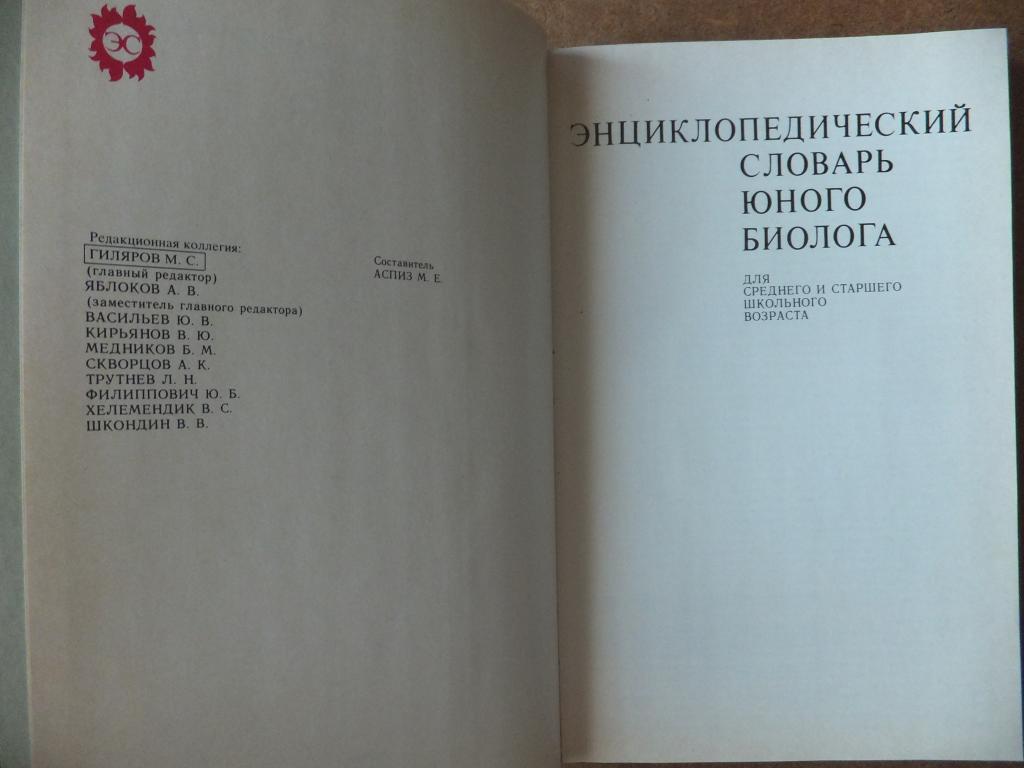 ЭС
Редакционная коллегия:
ГИЛЯРОВ М. С.
(главный редактор)
ЯБЛОКОВ А. В.
(заместитель главного редактора)
ВАСИЛЬЕВ Ю. В.
КИРЬЯНОВ В. Ю.
МЕДНИКОВ Б. М.
СКВОРЦОВ А. К.
ТРУТНЕВ Л. Н.
ФИЛИППОВИЧ Ю. Б.
ХЕЛЕМЕНДИК В. С.
ШКОНДИН В. В.
Составитель
АСПИЗ М. Е.
ЭНЦИКЛОПЕДИЧЕСКИЙ
СЛОВАРЬ
ЮНОГО
БИОЛОГА
ДЛЯ
СРЕДНЕГО И СТАРШЕГО
ШКОЛЬНОГО
ВОЗРАСТА